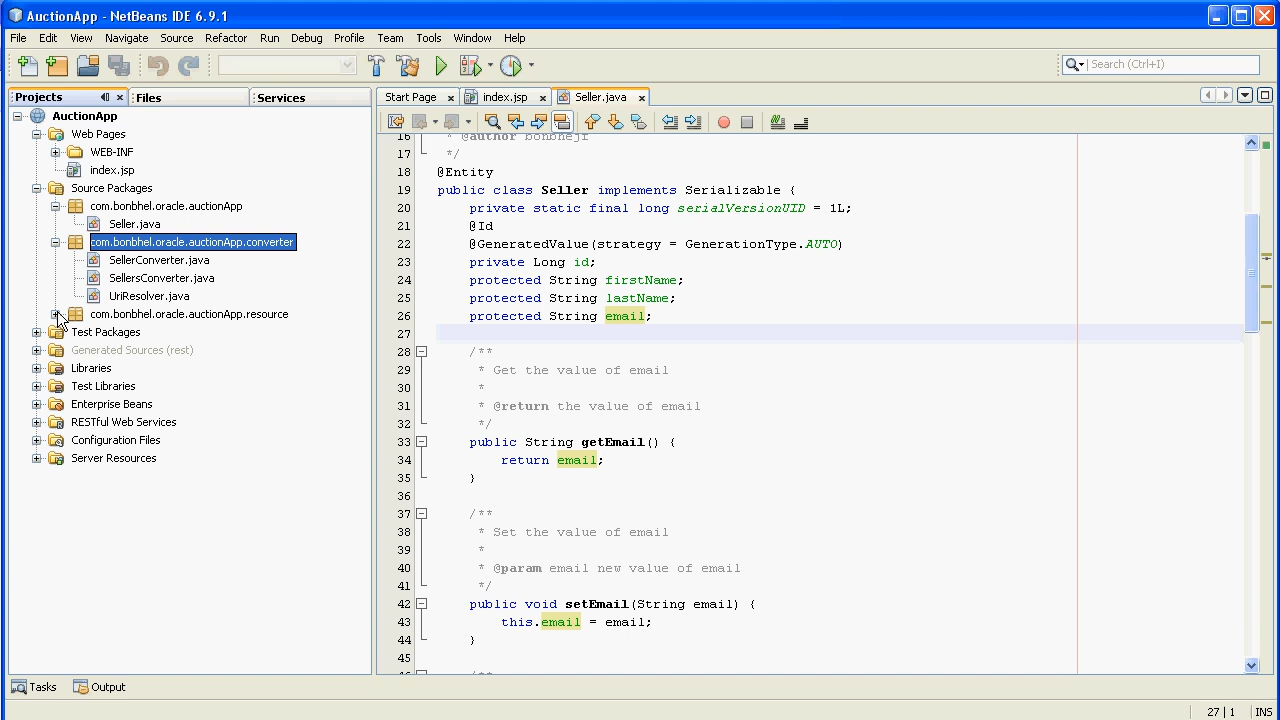 AuctionApp - NetBeans IDE 6.9.1
File Edit View Navigate Source Refactor Run Debug Profile Team Tools Window Help
Search (Ctrl+I)
Projects Files Services
AuctionApp
Web Pages
WEB-INF
index.jsp
Source Packages
com.bonbhel.oracle.auctionApp
Seller.java
com.bonbhel.oracle.auctionApp.converter
SellerConverter.java
SellersConverter.java
UriResolver.java
com.bonbhel.oracle.auctionApp.resource
Test Packages
Generated Sources (rest)
Libraries
Test Libraries
Enterprise Beans
RESTful Web Services
Configuration Files
Server Resources
Start Page index.jsp Seller.java
16 * @author bonbhejf
17 */
18 @Entity
19 public class Seller implements Serializable {
20 private static final long serialVersionUID = 1L;
21 @Id
22 @GeneratedValue(strategy = GenerationType.AUTO)
23 private Long id;
24 protected String firstName;
25 protected String lastName;
26 protected String email;
27
28 /**
29 * Get the value of email
30 *
31 * @return the value of email
32 */
33 public String getEmail() {
34 return email;
35 }
36
37 /**
38 * Set the value of email
39 *
40 * @param email new value of email
41 */
42 public void setEmail(String email) {
43 this.email = email;
44 }
45
Tasks Output
27 | 1 INS